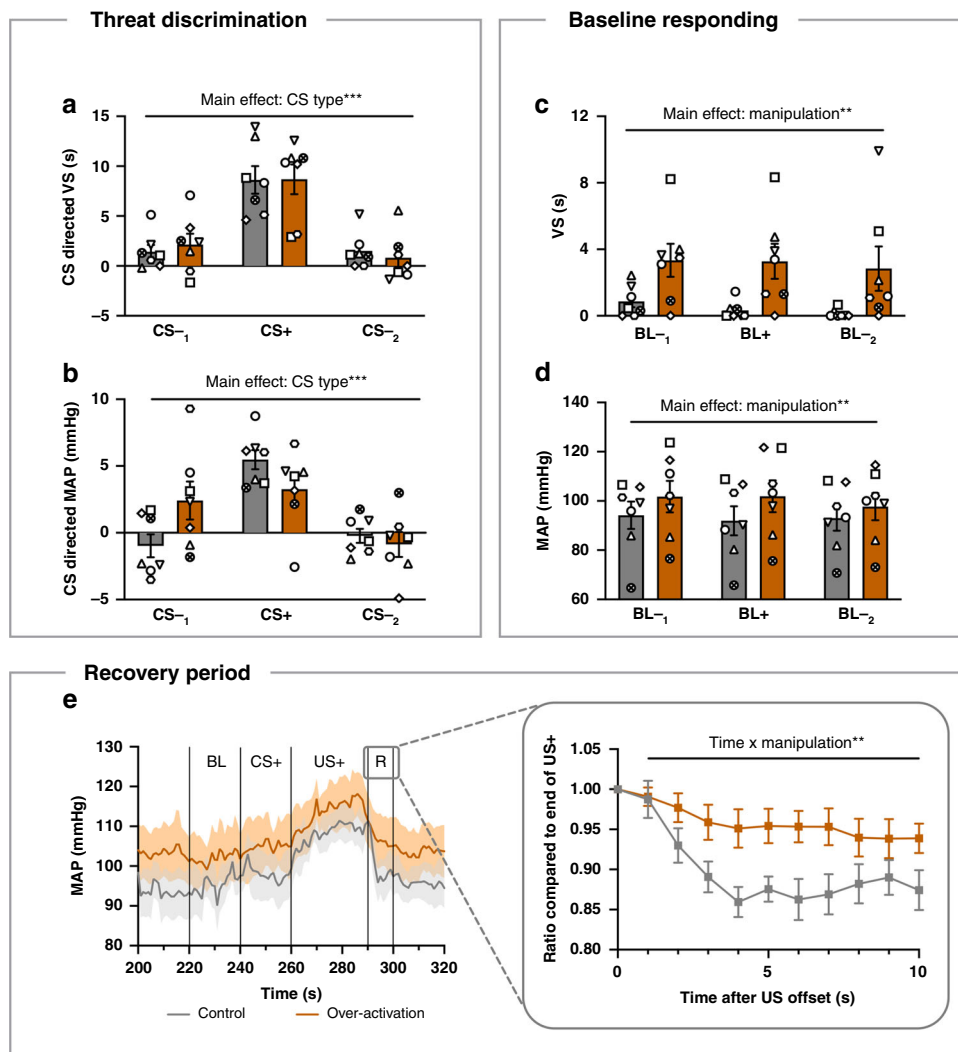 Threat discrimination
a
Main effect: CS type***
CS directed VS (s)
15
10
5
0
–5
CS–₁
CS+
CS–₂
b
Main effect: CS type***
CS directed MAP (mmHg)
10
5
0
–5
CS–₁
CS+
CS–₂
Baseline responding
c
Main effect: manipulation**
VS (s)
12
8
4
0
BL–₁
BL+
BL–₂
d
Main effect: manipulation**
MAP (mmHg)
140
120
100
80
60
BL–₁
BL+
BL–₂
Recovery period
e
MAP (mmHg)
130
120
110
100
90
80
BL
CS+
US+
R
200
220
240
260
280
300
320
Time (s)
Control
Over-activation
Time x manipulation**
Ratio compared to end of US+
1.05
1.00
0.95
0.90
0.85
0.80
0
5
10
Time after US offset (s)